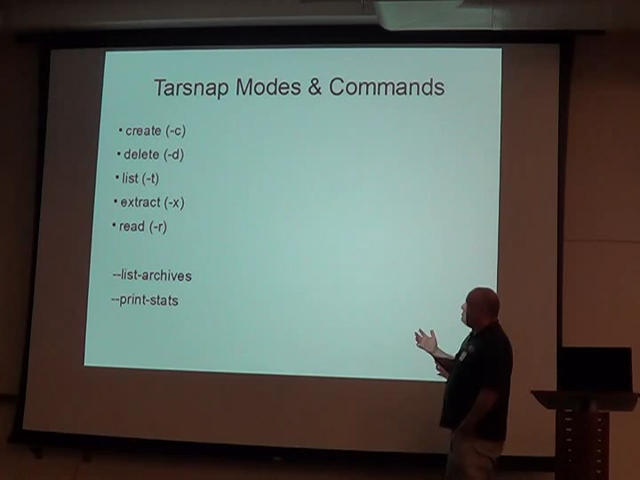 Tarsnap Modes & Commands
• create (-c)
• delete (-d)
• list (-t)
• extract (-x)
• read (-r)
--list-archives
--print-stats